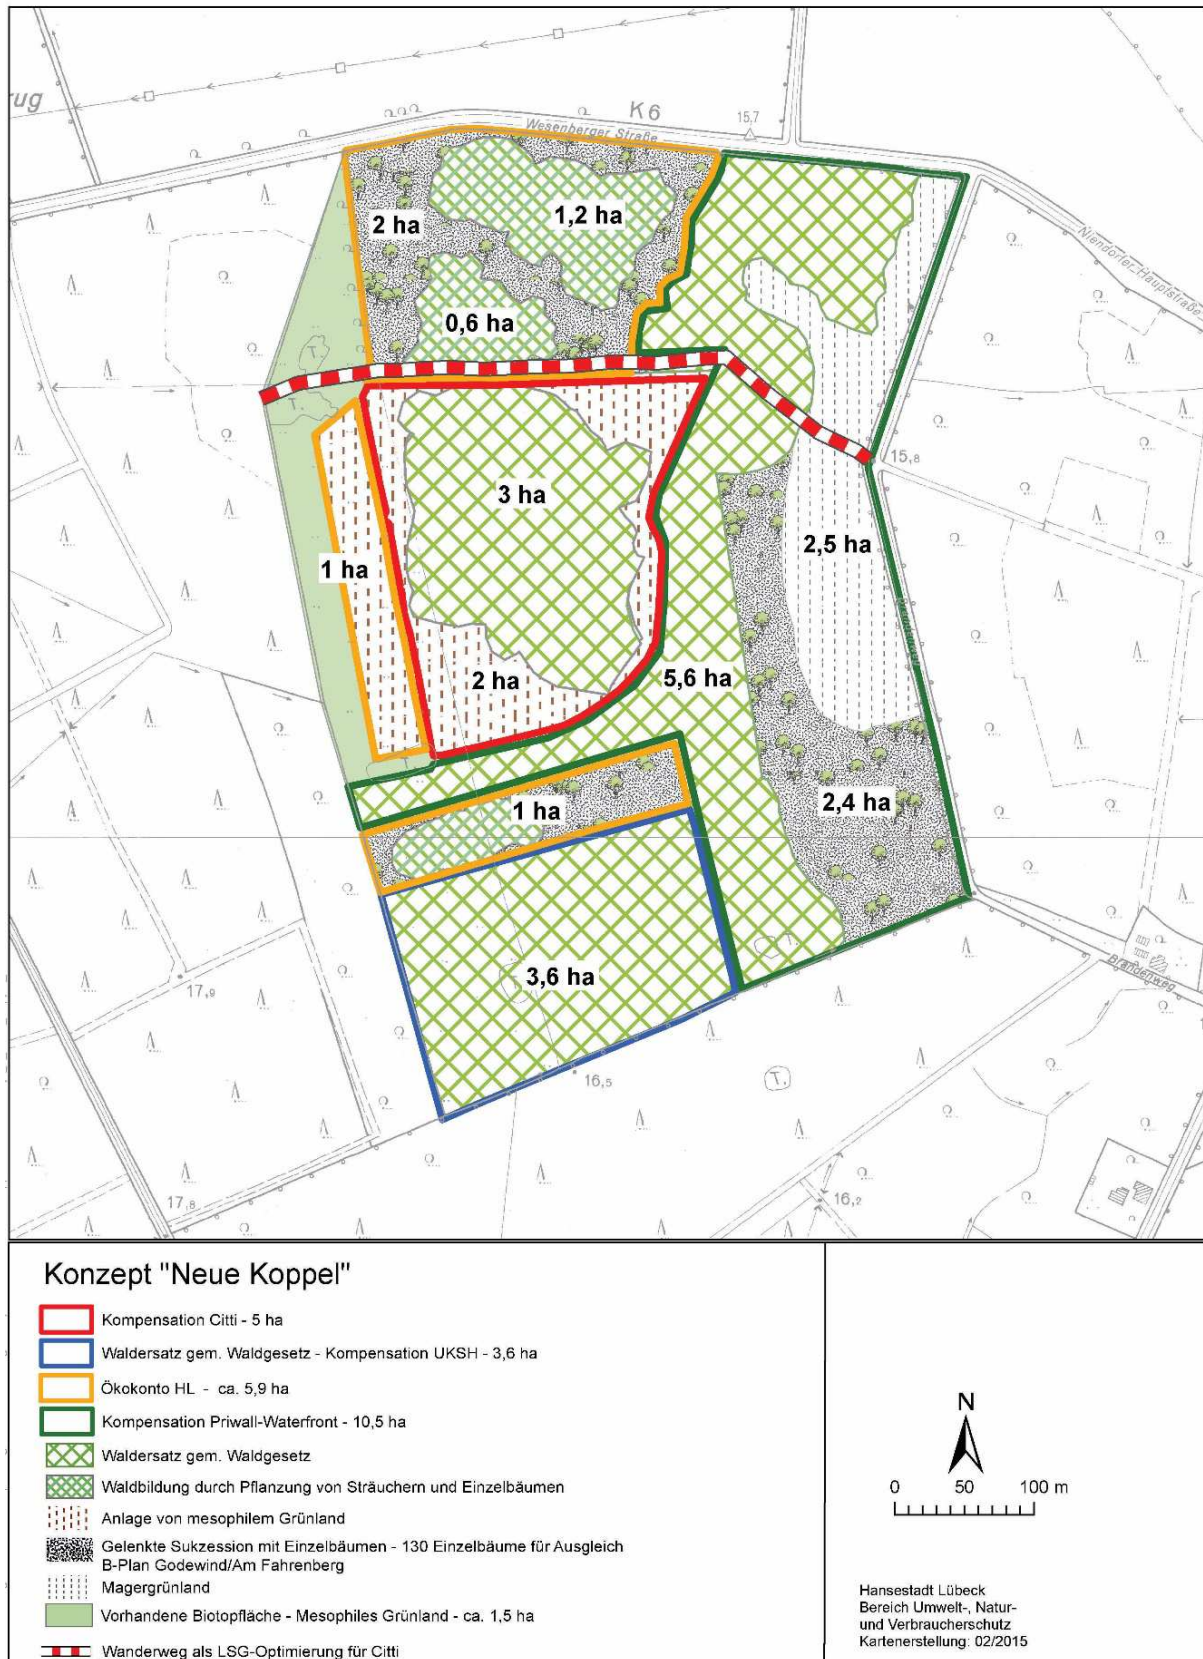 rug
K 6
15,7
Wesenberger Straße
Niendorfer Hauptstraße
2 ha
1,2 ha
0,6 ha
T.
T.
15,8
3 ha
1 ha
2,5 ha
2 ha
5,6 ha
1 ha
2,4 ha
T.
3,6 ha
T.
17,9
Brandenweg
16,5
T.
17,8
16,2
Konzept "Neue Koppel"
Kompensation Citti - 5 ha
Waldersatz gem. Waldgesetz - Kompensation UKSH - 3,6 ha
Ökokonto HL - ca. 5,9 ha
Kompensation Priwall-Waterfront - 10,5 ha
Waldersatz gem. Waldgesetz
Waldbildung durch Pflanzung von Sträuchern und Einzelbäumen
Anlage von mesophilem Grünland
Gelenkte Sukzession mit Einzelbäumen - 130 Einzelbäume für Ausgleich
B-Plan Godewind/Am Fahrenberg
Magergrünland
Vorhandene Biotopfläche - Mesophiles Grünland - ca. 1,5 ha
Wanderweg als LSG-Optimierung für Citti
N
0 50 100 m
Hansestadt Lübeck
Bereich Umwelt-, Natur-
und Verbraucherschutz
Kartenerstellung: 02/2015